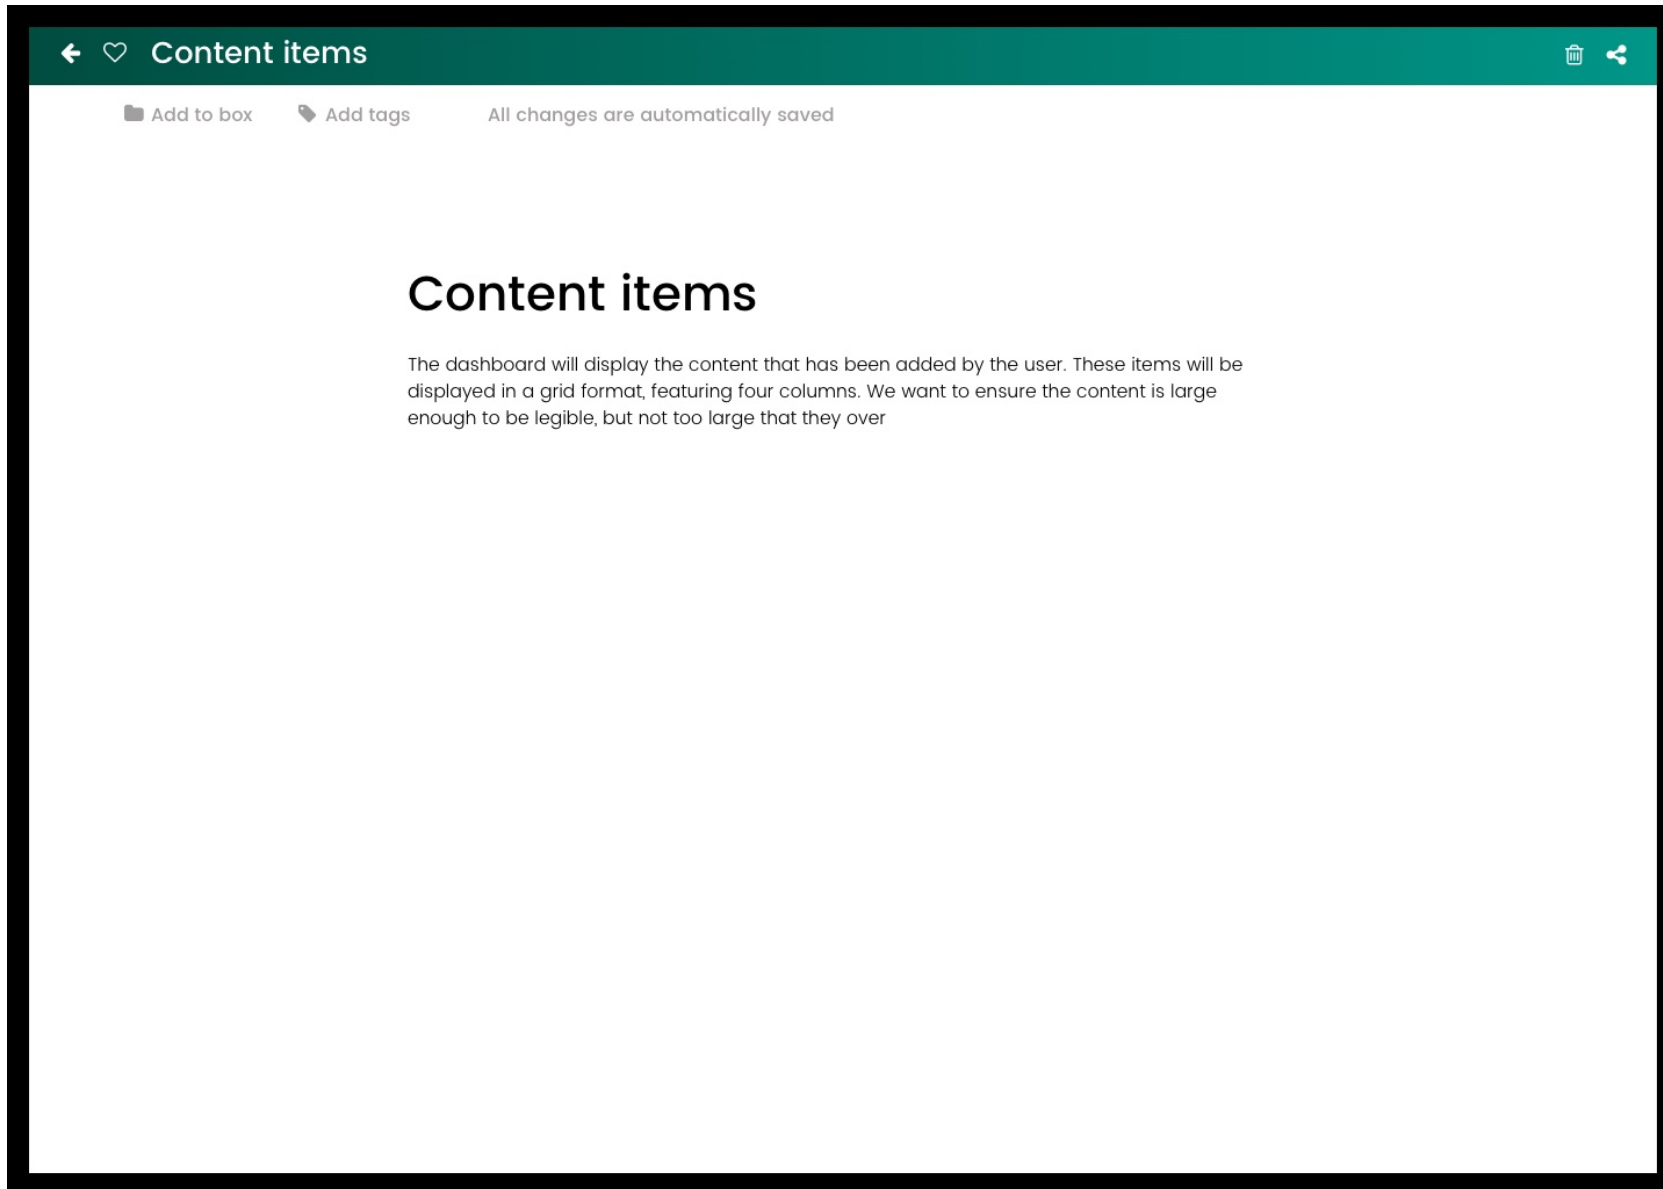 Content items
Add to box
Add tags
All changes are automatically saved
Content items
The dashboard will display the content that has been added by the user. These items will be
displayed in a grid format, featuring four columns. We want to ensure the content is large
enough to be legible, but not too large that they over